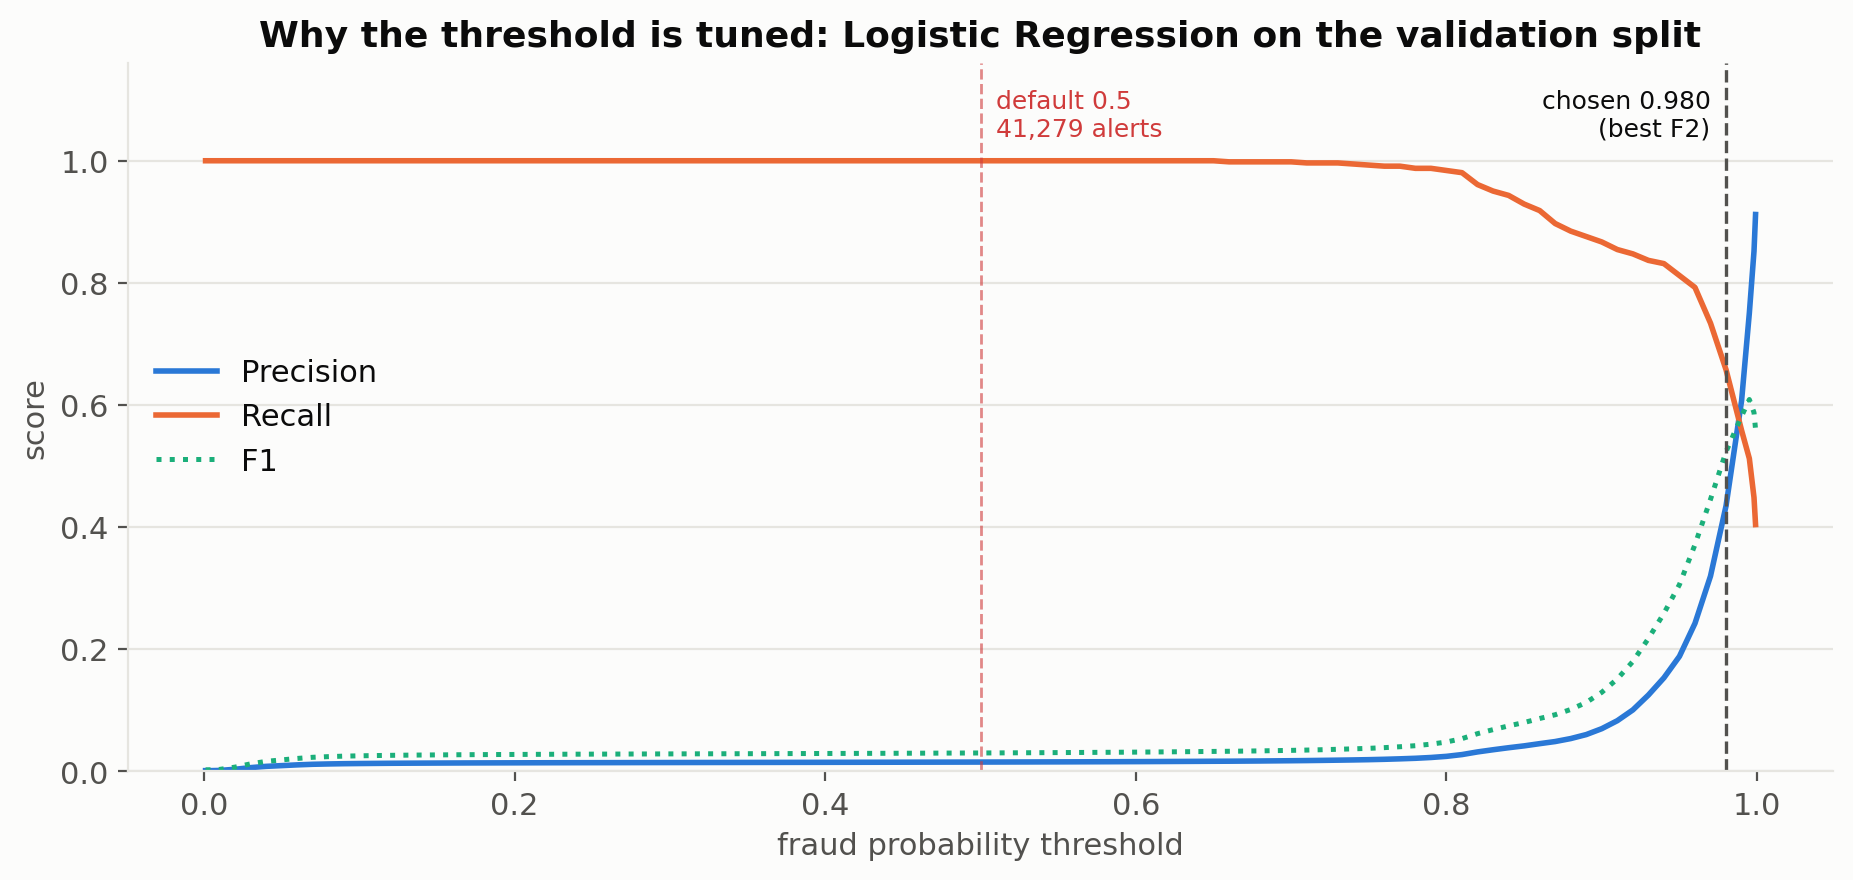 Why the threshold is tuned: Logistic Regression on the validation split
default 0.5
41,279 alerts
chosen 0.980
(best F2)
1.0
0.8
0.6
0.4
0.2
0.0
score
Precision
Recall
F1
0.0 0.2 0.4 0.6 0.8 1.0
fraud probability threshold